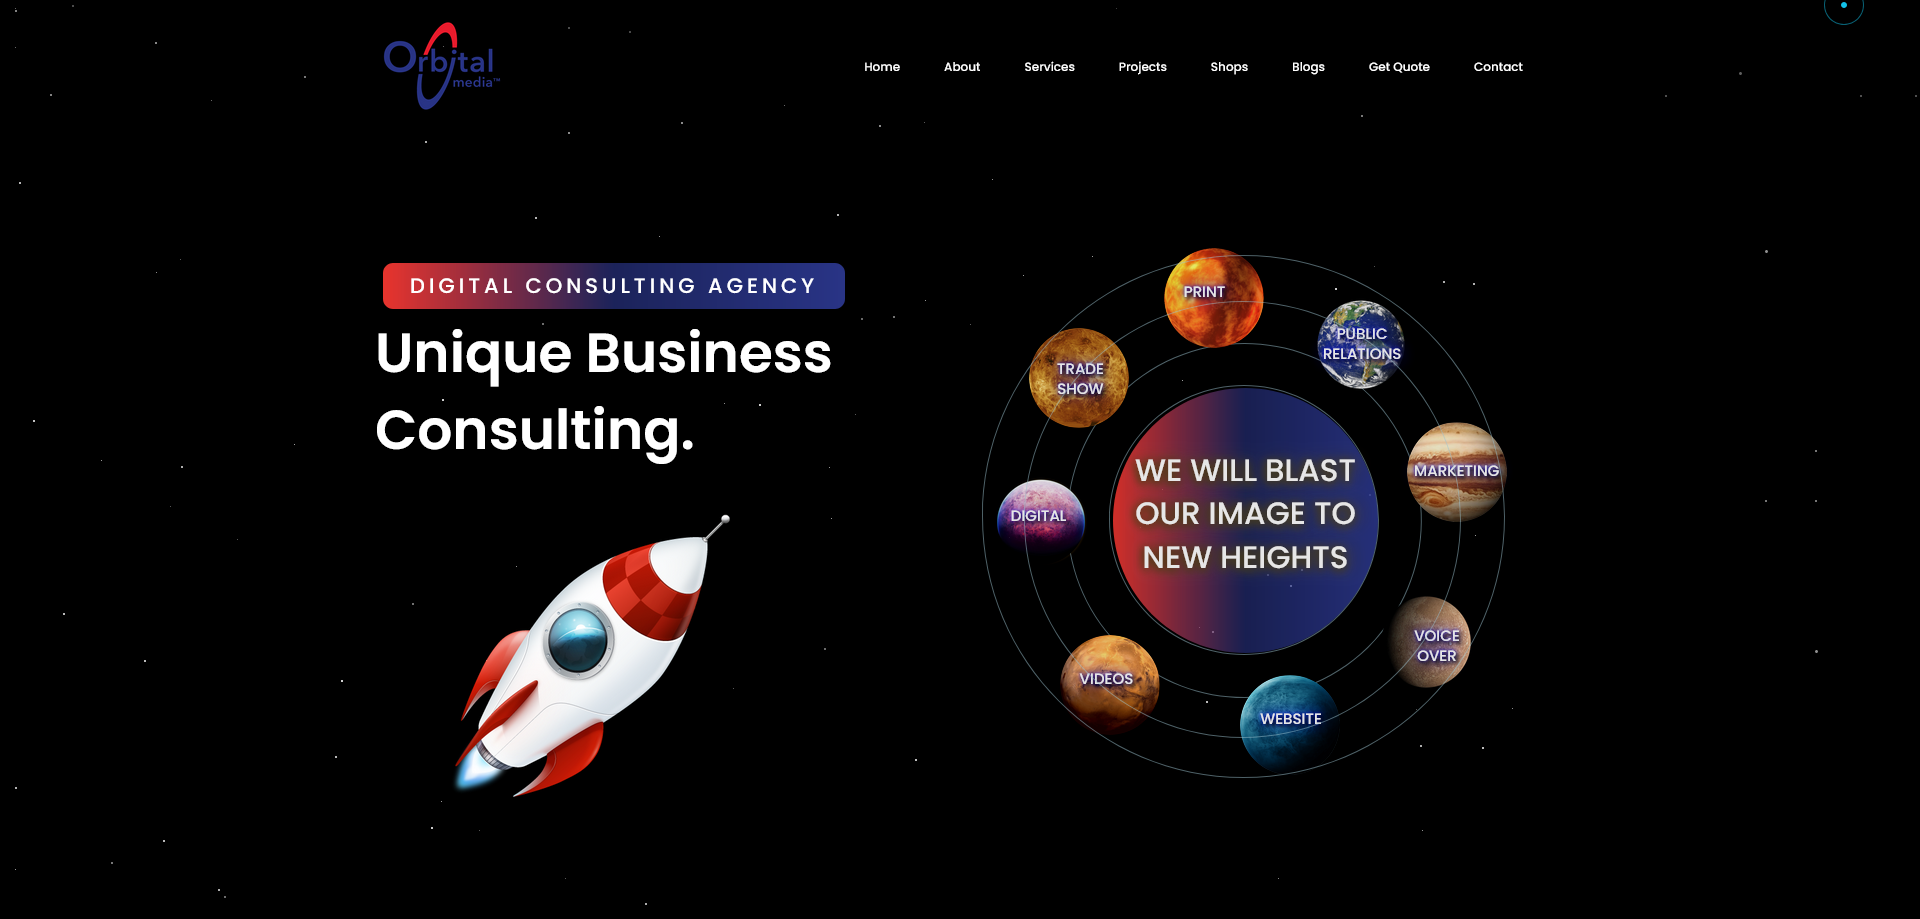 Orbital
media™
Home
About
Services
Projects
Shops
Blogs
Get Quote
Contact
DIGITAL CONSULTING AGENCY
Unique Business
Consulting.
PRINT
PUBLIC
RELATIONS
TRADE
SHOW
MARKETING
DIGITAL
WE WILL BLAST
OUR IMAGE TO
NEW HEIGHTS
VOICE
OVER
VIDEOS
WEBSITE